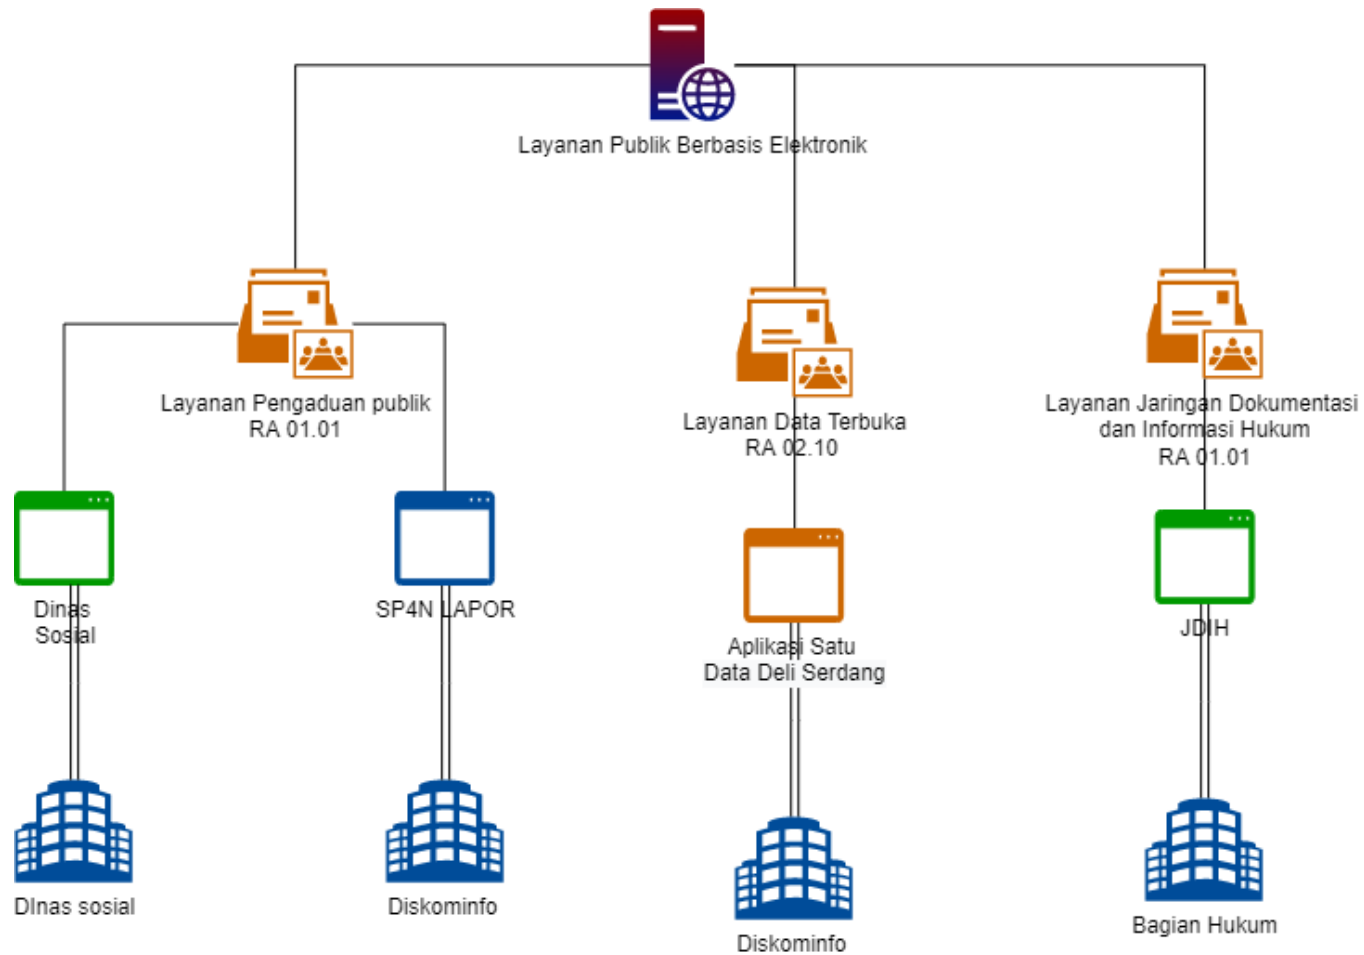 Layanan Publik Berbasis Elektronik
Layanan Pengaduan publik
RA 01.01
Layanan Data Terbuka
RA 02.10
Layanan Jaringan Dokumentasi
dan Informasi Hukum
RA 01.01
Dinas
Sosial
SP4N LAPOR
Aplikasi Satu
Data Deli Serdang
JDIH
DInas sosial
Diskominfo
Diskominfo
Bagian Hukum